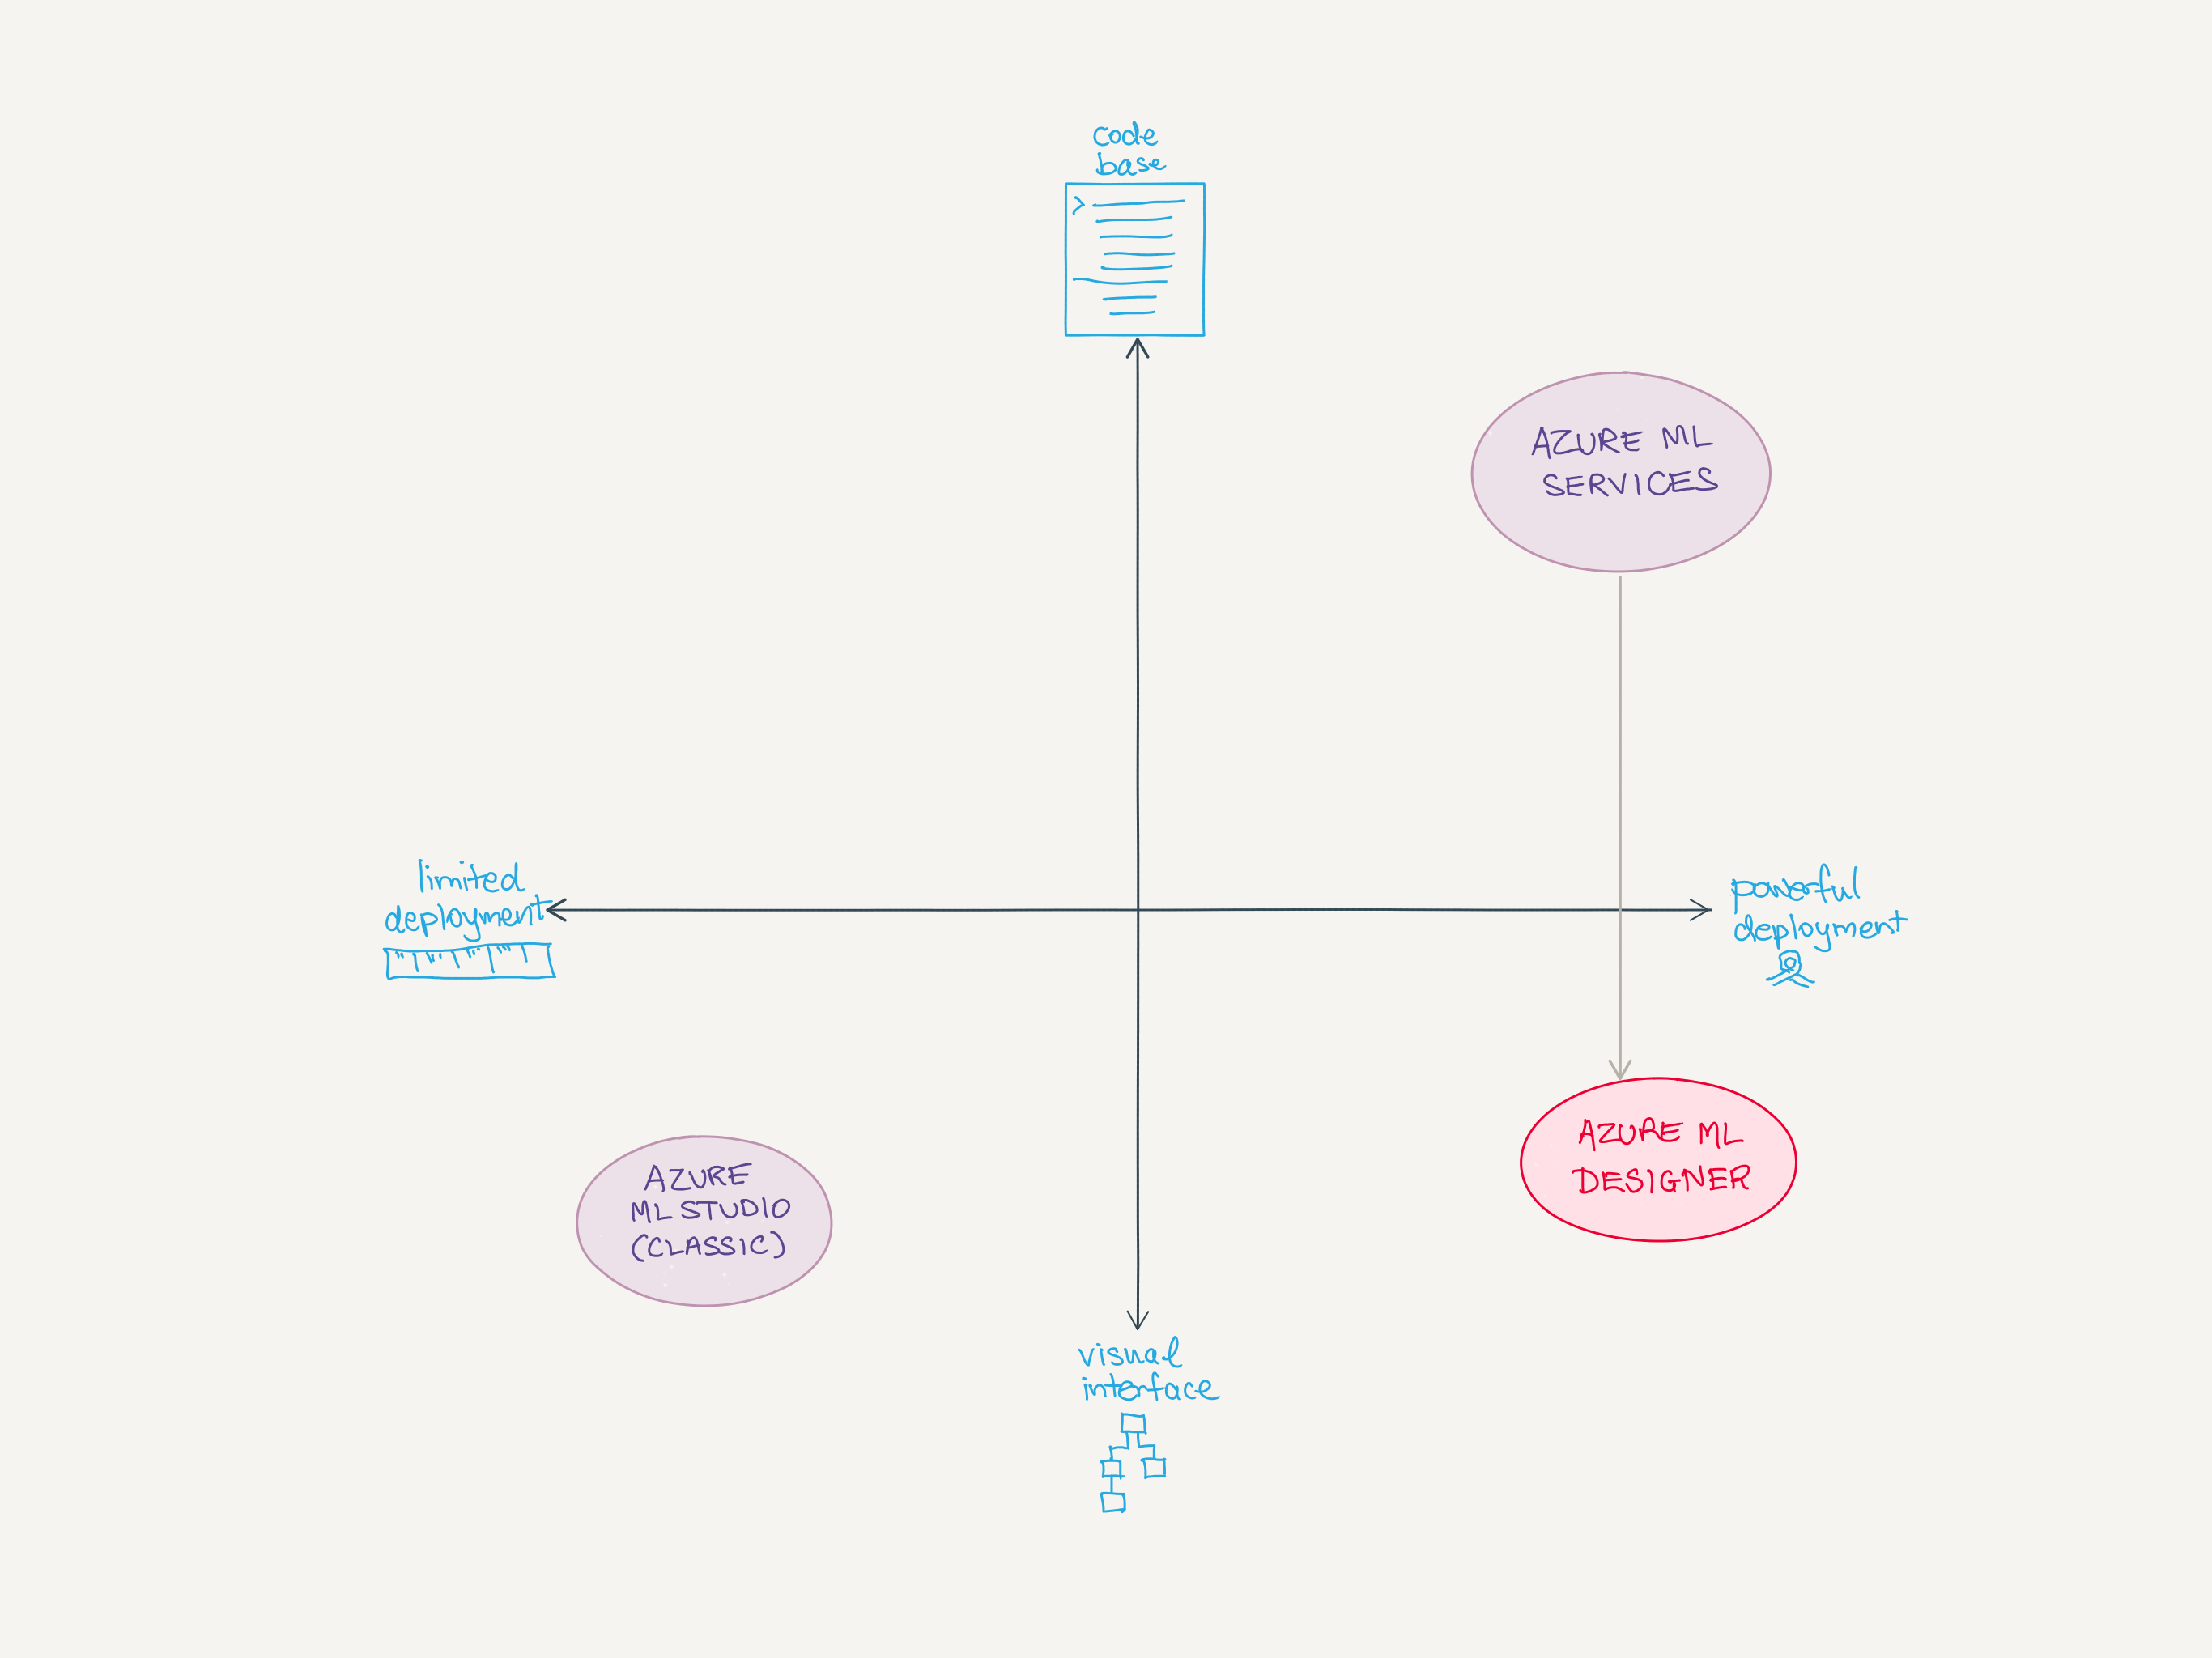 code
base
AZURE ML
SERVICES
limited
deployment
powerful
deployment
AZURE ML
DESIGNER
AZURE
ML STUDIO
(CLASSIC)
visual
interface